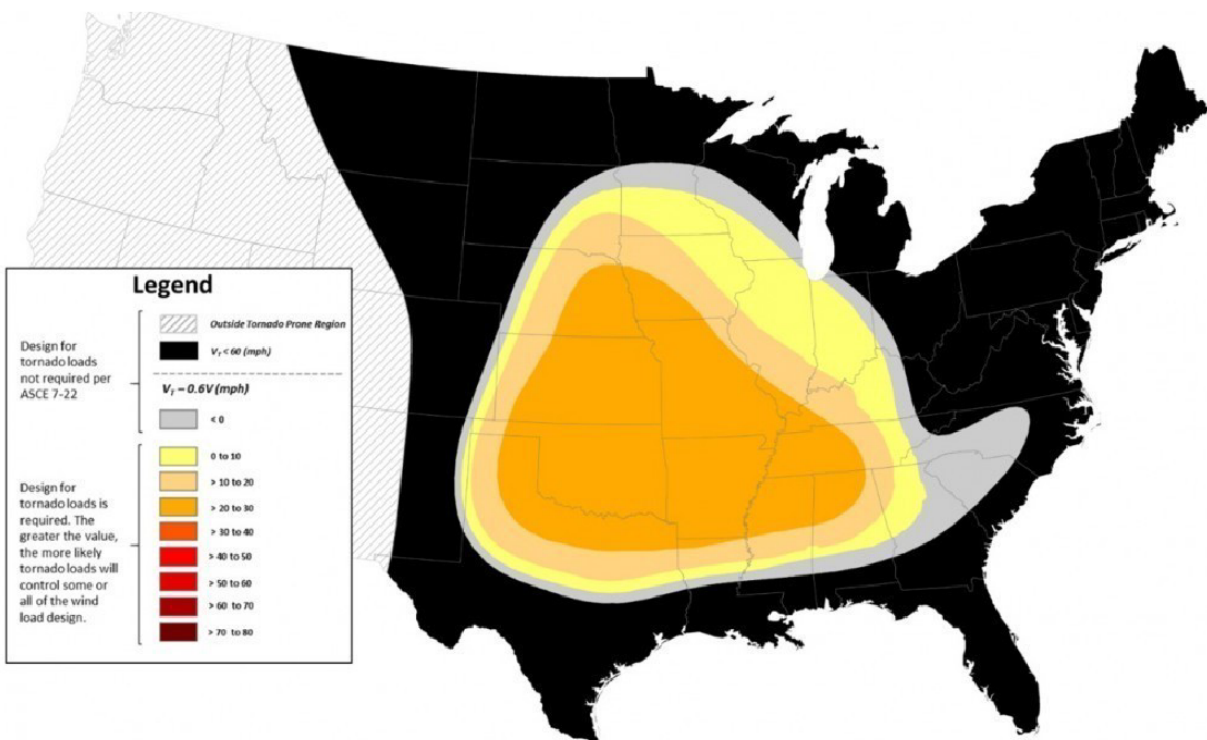 Legend
Design for
tornado loads
not required per
ASCE 7-22
Outside Tornado Prone Region
V_T < 60 (mph)
V_T – 0.6V (mph)
< 0
Design for
tornado loads is
required. The
greater the value,
the more likely
tornado loads will
control some or
all of the wind
load design.
0 to 10
> 10 to 20
> 20 to 30
> 30 to 40
> 40 to 50
> 50 to 60
> 60 to 70
> 70 to 80